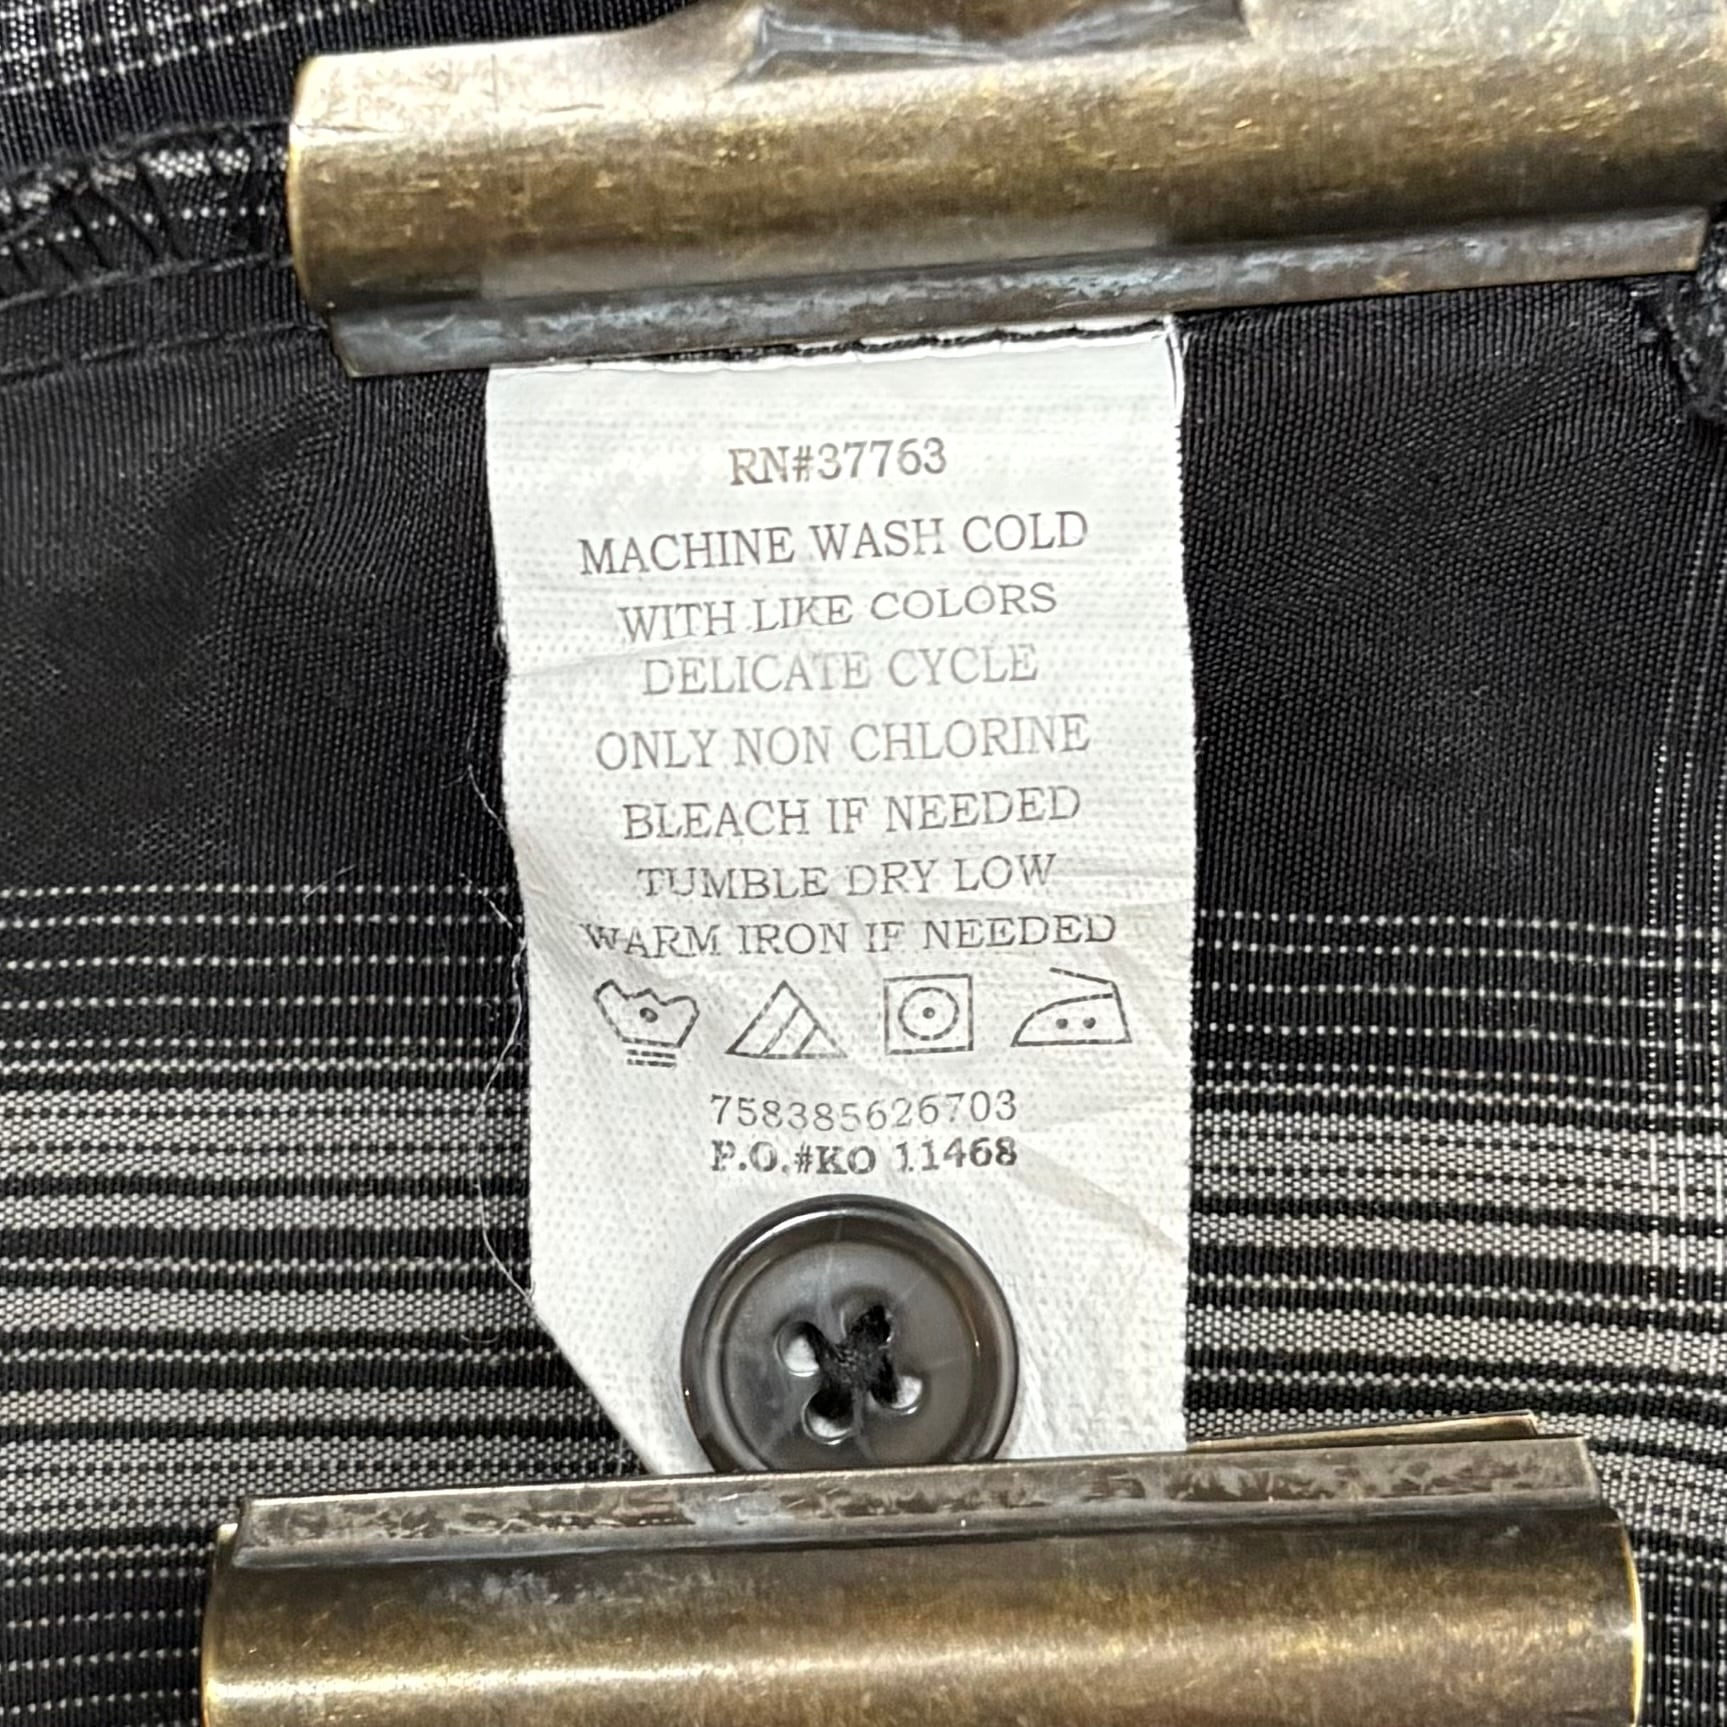 RN#37763
MACHINE WASH COLD
WITH LIKE COLORS
DELICATE CYCLE
ONLY NON CHLORINE
BLEACH IF NEEDED
TUMBLE DRY LOW
WARM IRON IF NEEDED
758385626703
P.O.#KO 11468